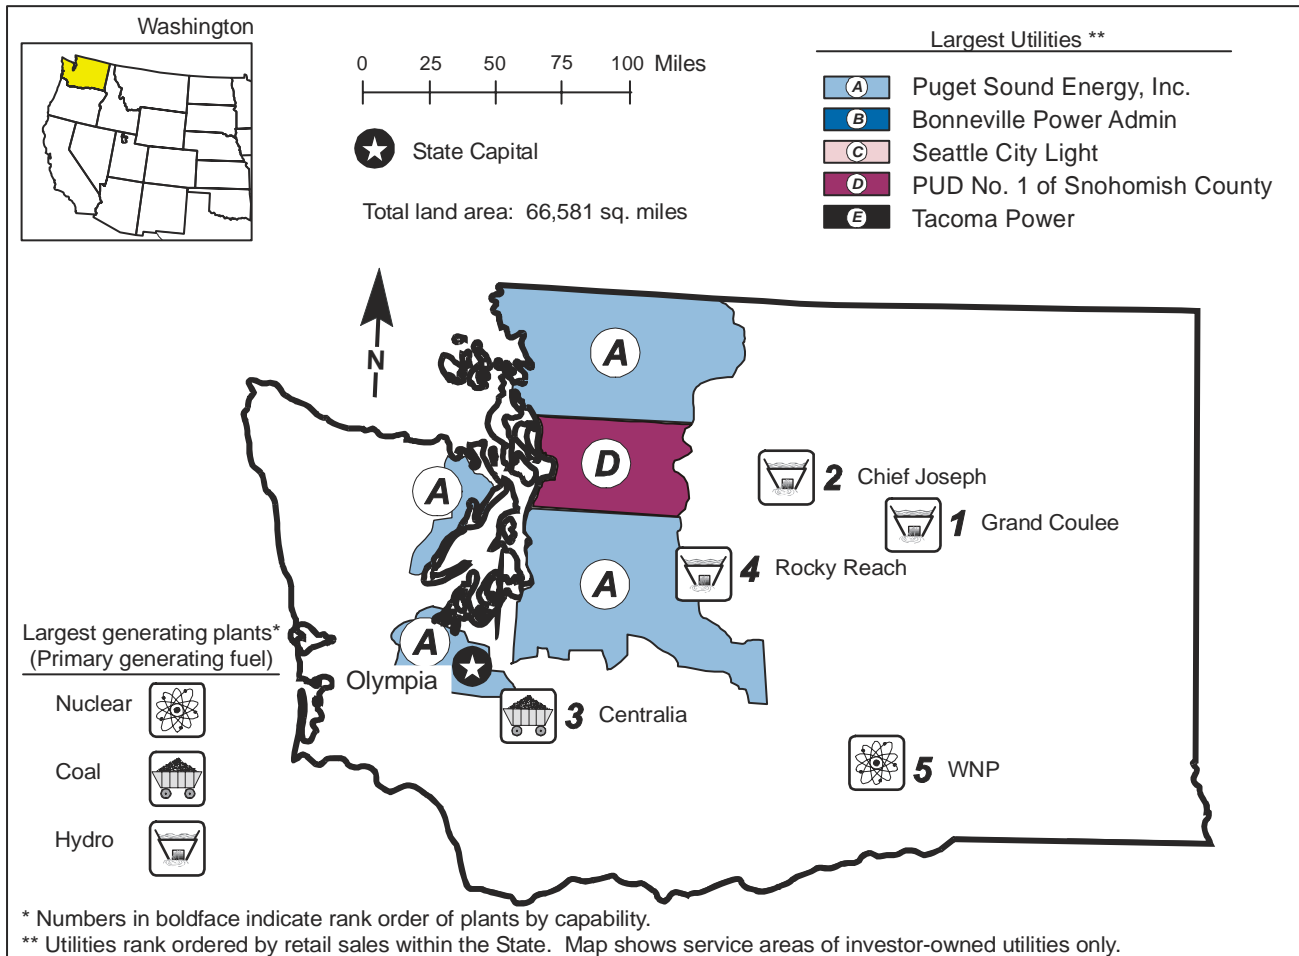 Washington
0 25 50 75 100 Miles
State Capital
Total land area: 66,581 sq. miles
Largest Utilities **
A Puget Sound Energy, Inc.
B Bonneville Power Admin
C Seattle City Light
D PUD No. 1 of Snohomish County
E Tacoma Power
N
A
A
D
A
A
2 Chief Joseph
1 Grand Coulee
4 Rocky Reach
Olympia
3 Centralia
5 WNP
Largest generating plants*
(Primary generating fuel)
Nuclear
Coal
Hydro
* Numbers in boldface indicate rank order of plants by capability.
** Utilities rank ordered by retail sales within the State. Map shows service areas of investor-owned utilities only.